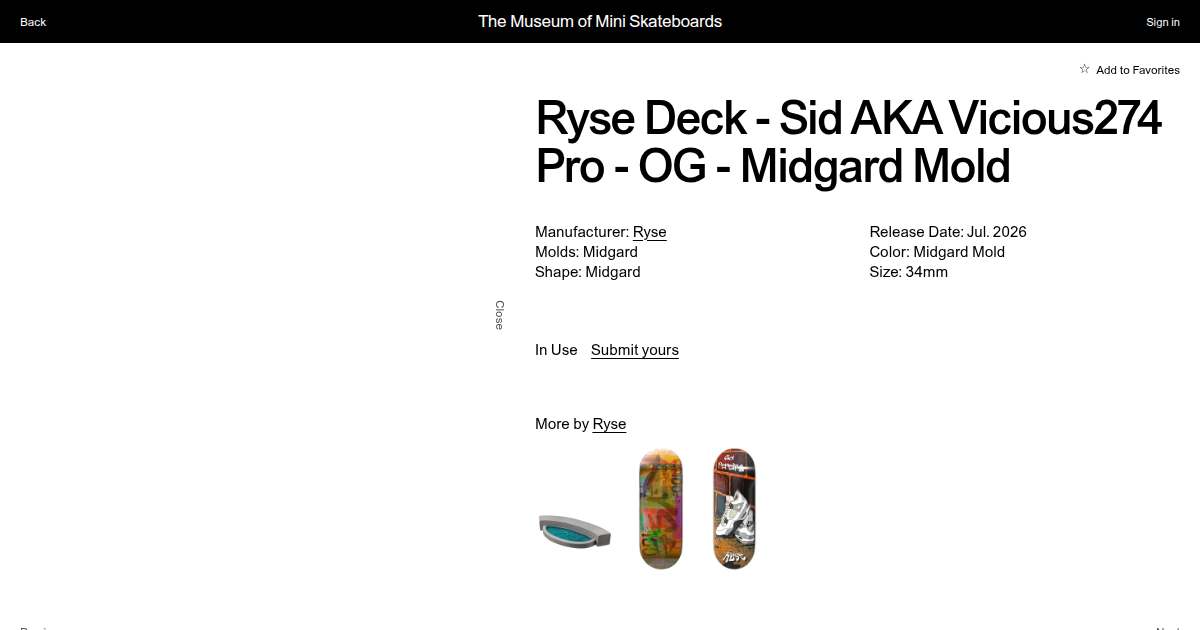 Back
The Museum of Mini Skateboards
Sign in
☆ Add to Favorites
Ryse Deck - Sid AKA Vicious274
Pro - OG - Midgard Mold
Manufacturer: Ryse
Molds: Midgard
Shape: Midgard
Release Date: Jul. 2026
Color: Midgard Mold
Size: 34mm
Close
In Use Submit yours
More by Ryse